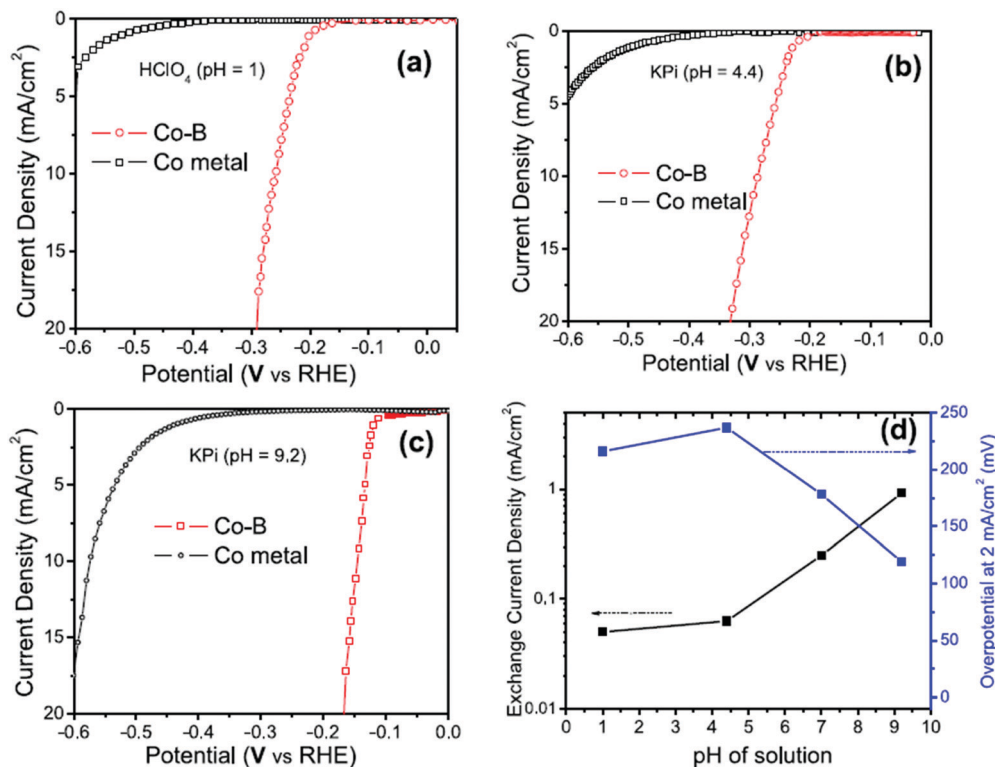 0
5
10
15
20
Current Density (mA/cm²)
(a)
HClO₄ (pH = 1)
Co-B
Co metal
-0.6 -0.5 -0.4 -0.3 -0.2 -0.1 0.0
Potential (V vs RHE)
0
5
10
15
20
Current Density (mA/cm²)
(b)
KPi (pH = 4.4)
Co-B
Co metal
-0.6 -0.5 -0.4 -0.3 -0.2 -0.1 0.0
Potential (V vs RHE)
0
5
10
15
20
Current Density (mA/cm²)
(c)
KPi (pH = 9.2)
Co-B
Co metal
-0.6 -0.5 -0.4 -0.3 -0.2 -0.1 0.0
Potential (V vs RHE)
1
0.1
0.01
Exchange Current Density (mA/cm²)
(d)
250
200
150
100
50
0
Overpotential at 2 mA/cm² (mV)
0 1 2 3 4 5 6 7 8 9 10
pH of solution